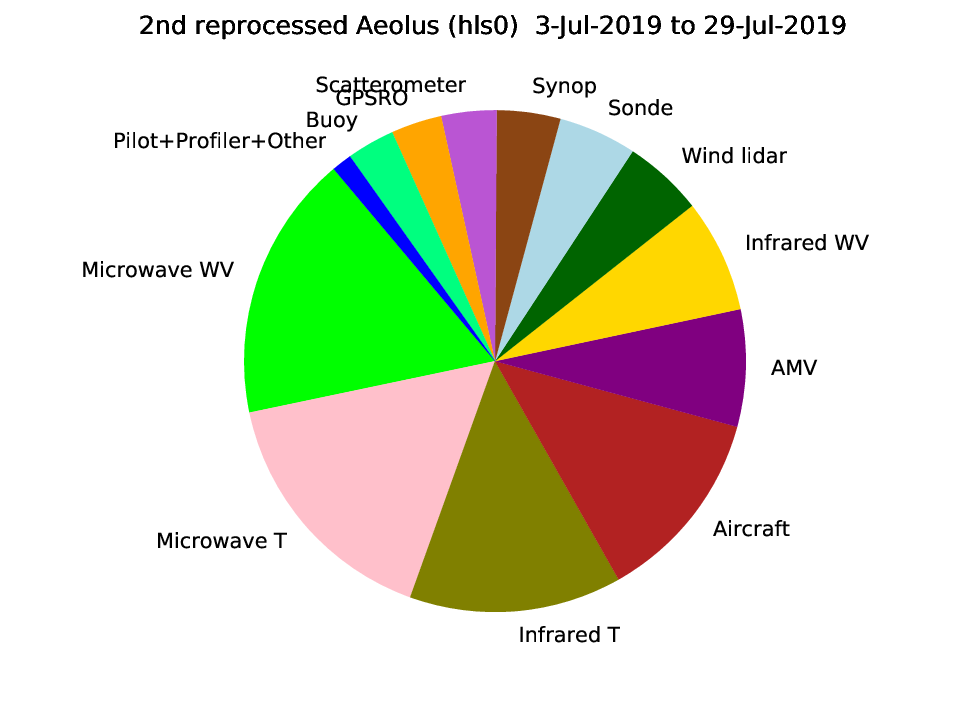 2nd reprocessed Aeolus (hls0)  3-Jul-2019 to 29-Jul-2019
Scatterometer
Synop
GPSRO
Sonde
Buoy
Pilot+Profiler+Other
Wind lidar
Infrared WV
Microwave WV
AMV
Aircraft
Microwave T
Infrared T